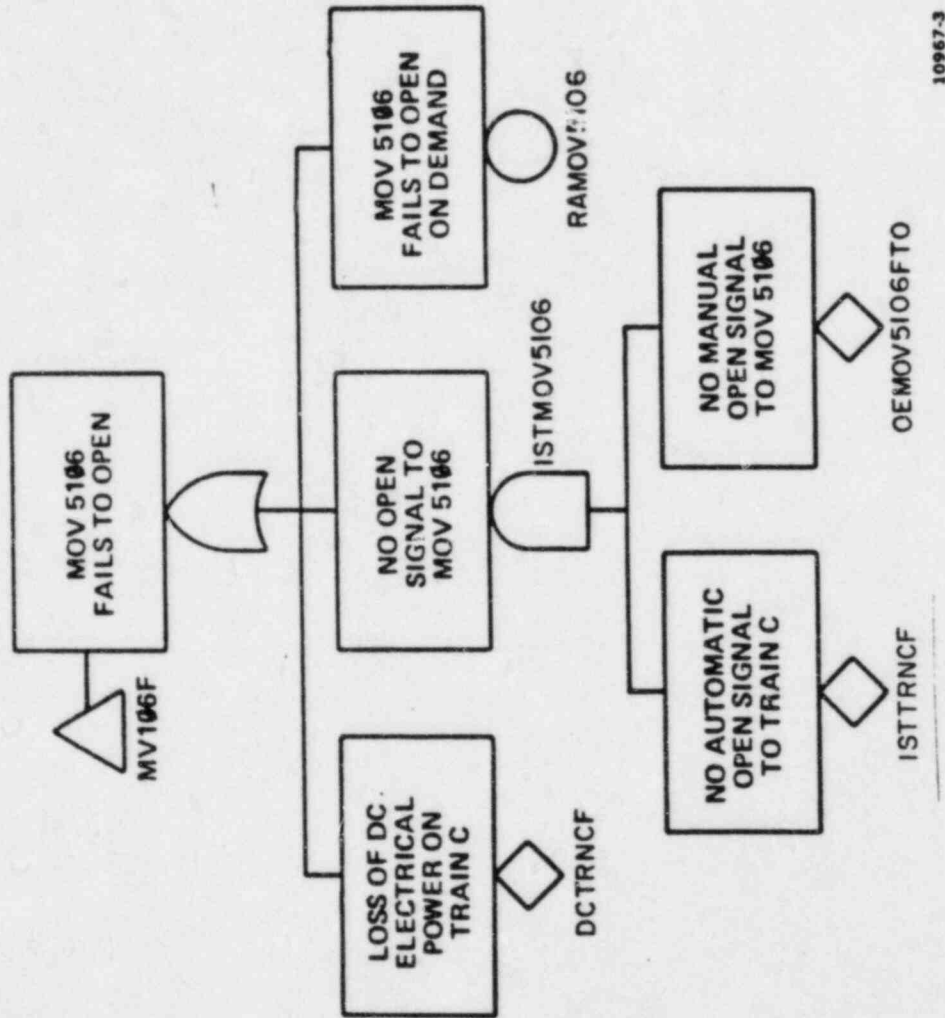 MOV 5106
FAILS TO OPEN
MV106F
LOSS OF DC
ELECTRICAL
POWER ON
TRAIN C
DCTRNCF
NO OPEN
SIGNAL TO
MOV 5106
ISTMOV5106
MOV 5106
FAILS TO OPEN
ON DEMAND
RAMOV5106
NO AUTOMATIC
OPEN SIGNAL
TO TRAIN C
ISTTRNCF
NO MANUAL
OPEN SIGNAL
TO MOV 5106
OEMOV5106FTO
10967-3